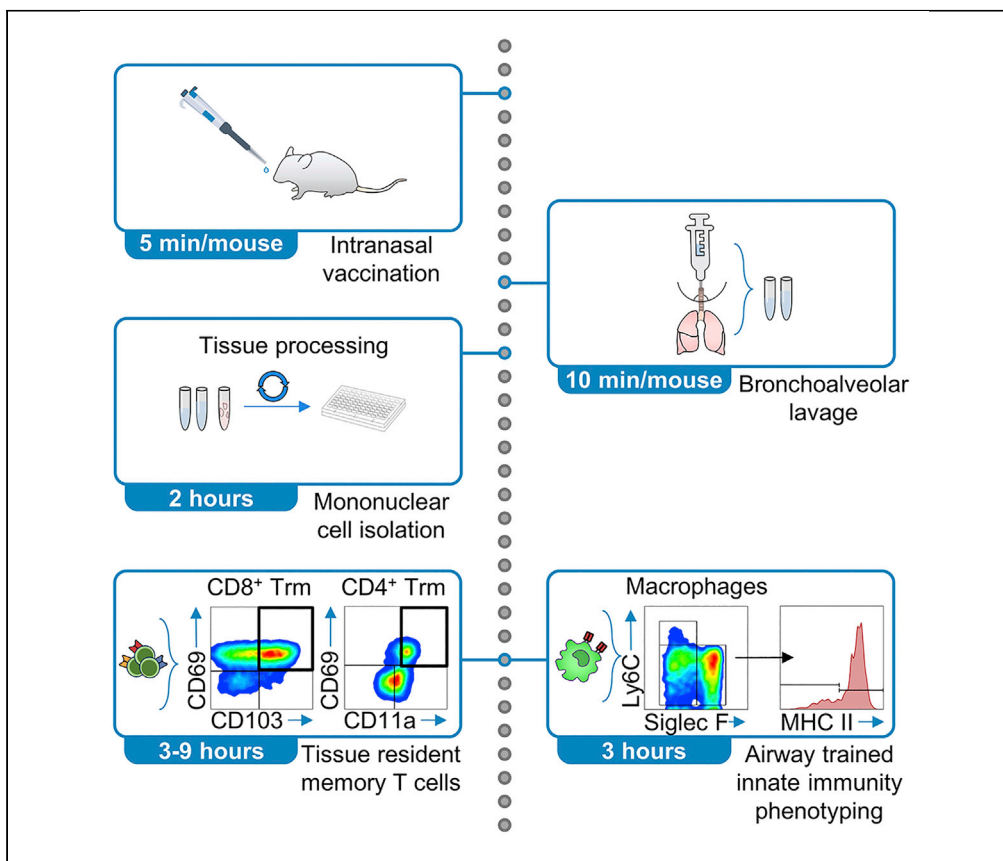 5 min/mouse
Intranasal
vaccination
10 min/mouse
Bronchoalveolar
lavage
Tissue processing
2 hours
Mononuclear
cell isolation
CD8⁺ Trm
CD4⁺ Trm
CD69
CD103
CD69
CD11a
3-9 hours
Tissue resident
memory T cells
Macrophages
Ly6C
Siglec F
MHC II
3 hours
Airway trained
innate immunity
phenotyping